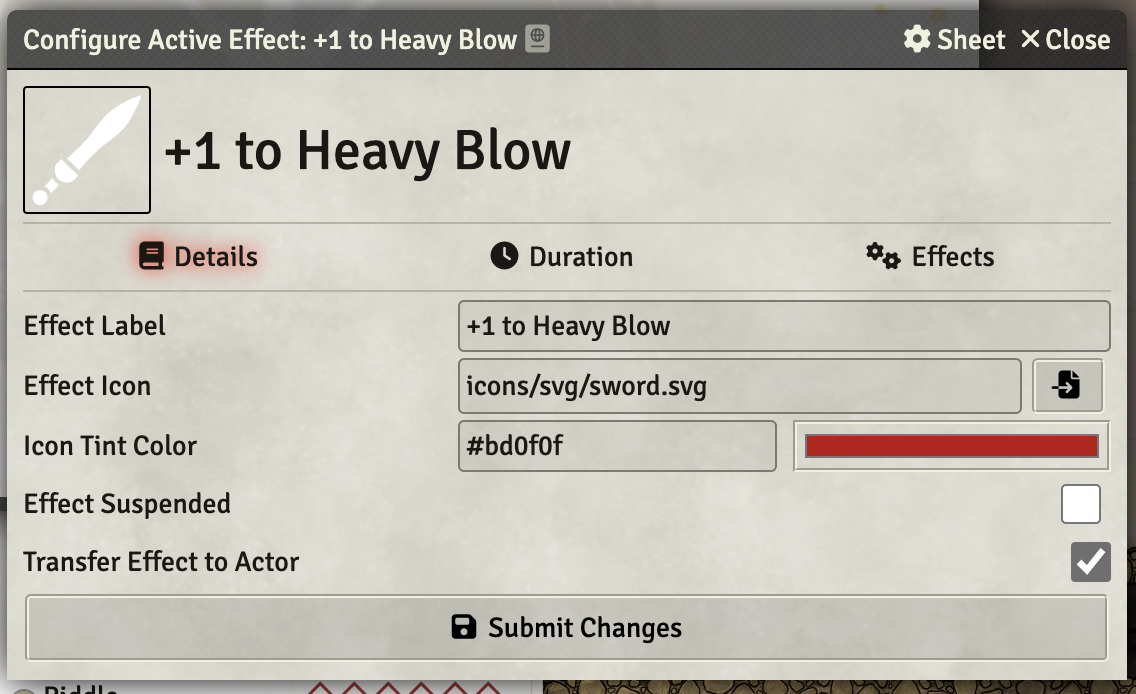 Configure Active Effect: +1 to Heavy Blow Sheet Close
+1 to Heavy Blow
Details Duration Effects
Effect Label +1 to Heavy Blow
Effect Icon icons/svg/sword.svg
Icon Tint Color #bd0f0f
Effect Suspended
Transfer Effect to Actor
Submit Changes
Riddle